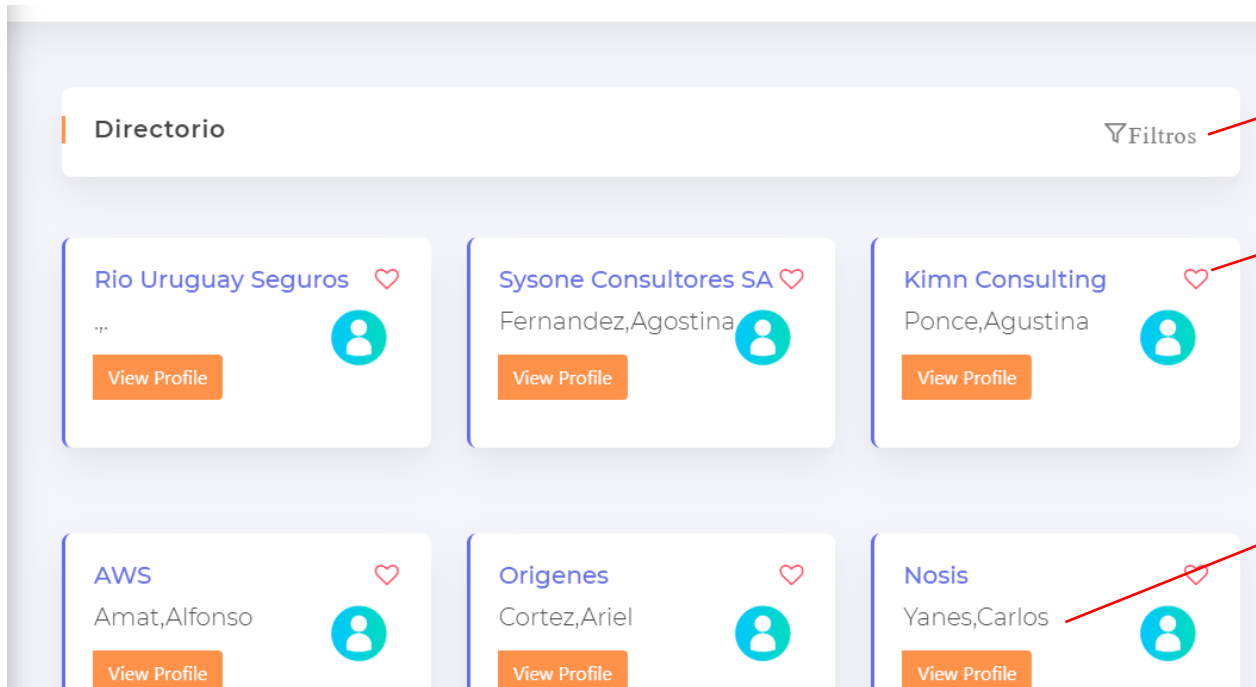 Directorio
Filtros
Rio Uruguay Seguros
.,.
View Profile
Sysone Consultores SA
Fernandez,Agostina
View Profile
Kimn Consulting
Ponce,Agustina
View Profile
AWS
Amat,Alfonso
View Profile
Origenes
Cortez,Ariel
View Profile
Nosis
Yanes,Carlos
View Profile